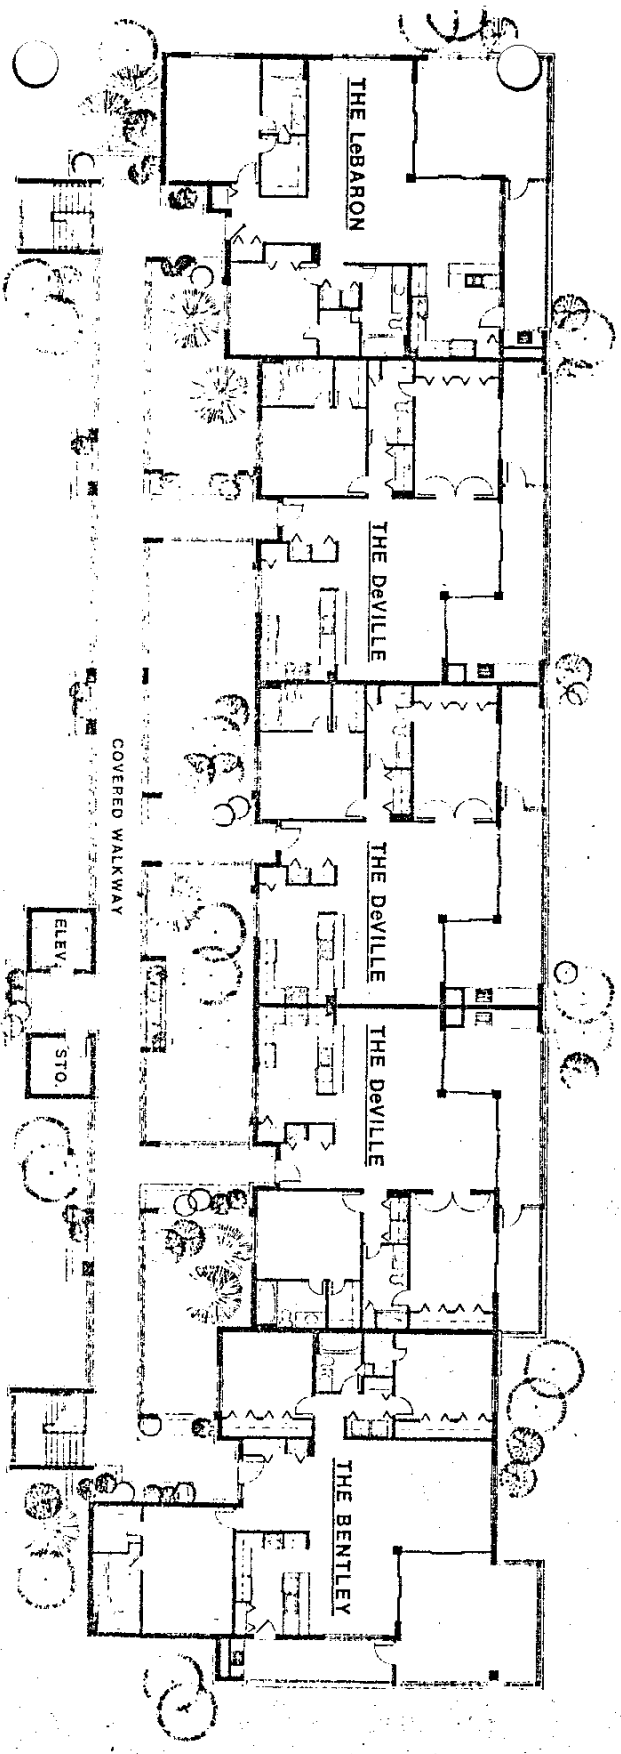 THE LeBARON
THE DeVILLE
THE DeVILLE
COVERED WALKWAY
ELEV.
STO.
THE DeVILLE
THE BENTLEY